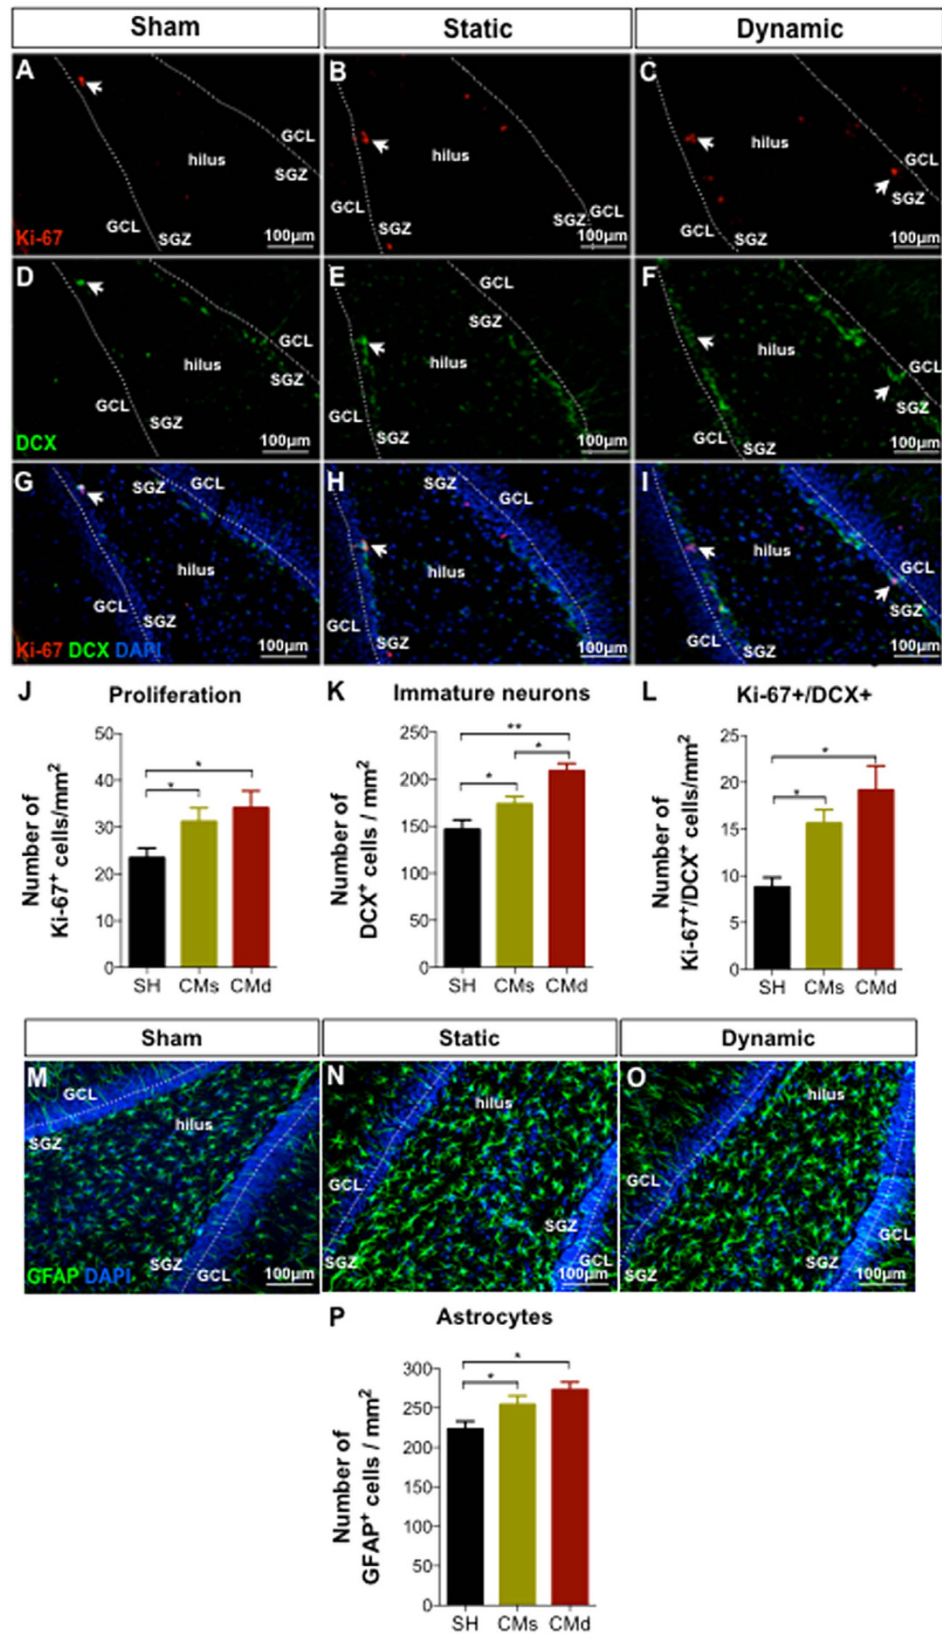 Sham Static Dynamic
A B C
GCL hilus SGZ GCL SGZ 100µm Ki-67
hilus GCL SGZ SGZ GCL 100µm
hilus GCL SGZ GCL SGZ 100µm
D E F
GCL hilus SGZ GCL SGZ 100µm DCX
GCL SGZ hilus GCL SGZ 100µm
hilus GCL SGZ GCL SGZ 100µm
G H I
SGZ GCL hilus GCL SGZ 100µm Ki-67 DCX DAPI
SGZ GCL hilus GCL SGZ 100µm
hilus GCL SGZ GCL SGZ 100µm
J Proliferation
Number of
Ki-67⁺ cells/mm²
50
40
30
20
10
0
* *
SH CMs CMd
K Immature neurons
Number of
DCX⁺ cells / mm²
250
200
150
100
50
0
** * *
SH CMs CMd
L Ki-67+/DCX+
Number of
Ki-67⁺/DCX⁺ cells/mm²
25
20
15
10
5
0
* *
SH CMs CMd
Sham Static Dynamic
M N O
GCL hilus SGZ SGZ GCL 100µm GFAP DAPI
hilus GCL SGZ SGZ GCL 100µm
hilus GCL GCL SGZ SGZ 100µm
P Astrocytes
Number of
GFAP⁺ cells / mm²
300
250
200
150
100
50
0
* *
SH CMs CMd